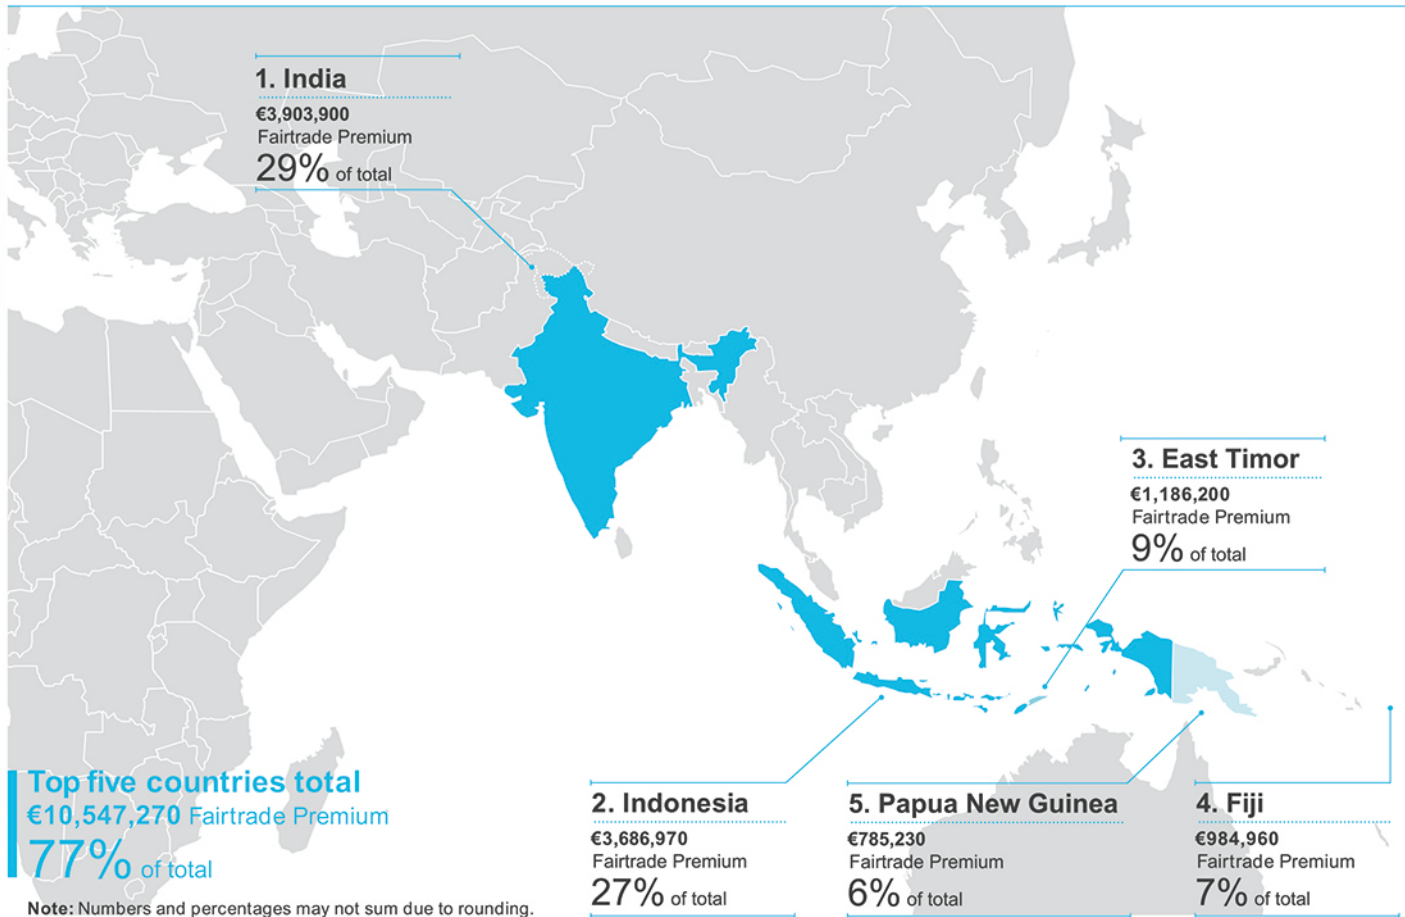 1. India
€3,903,900
Fairtrade Premium
29% of total
3. East Timor
€1,186,200
Fairtrade Premium
9% of total
Top five countries total
€10,547,270 Fairtrade Premium
77% of total
2. Indonesia
€3,686,970
Fairtrade Premium
27% of total
5. Papua New Guinea
€785,230
Fairtrade Premium
6% of total
4. Fiji
€984,960
Fairtrade Premium
7% of total
Note: Numbers and percentages may not sum due to rounding.